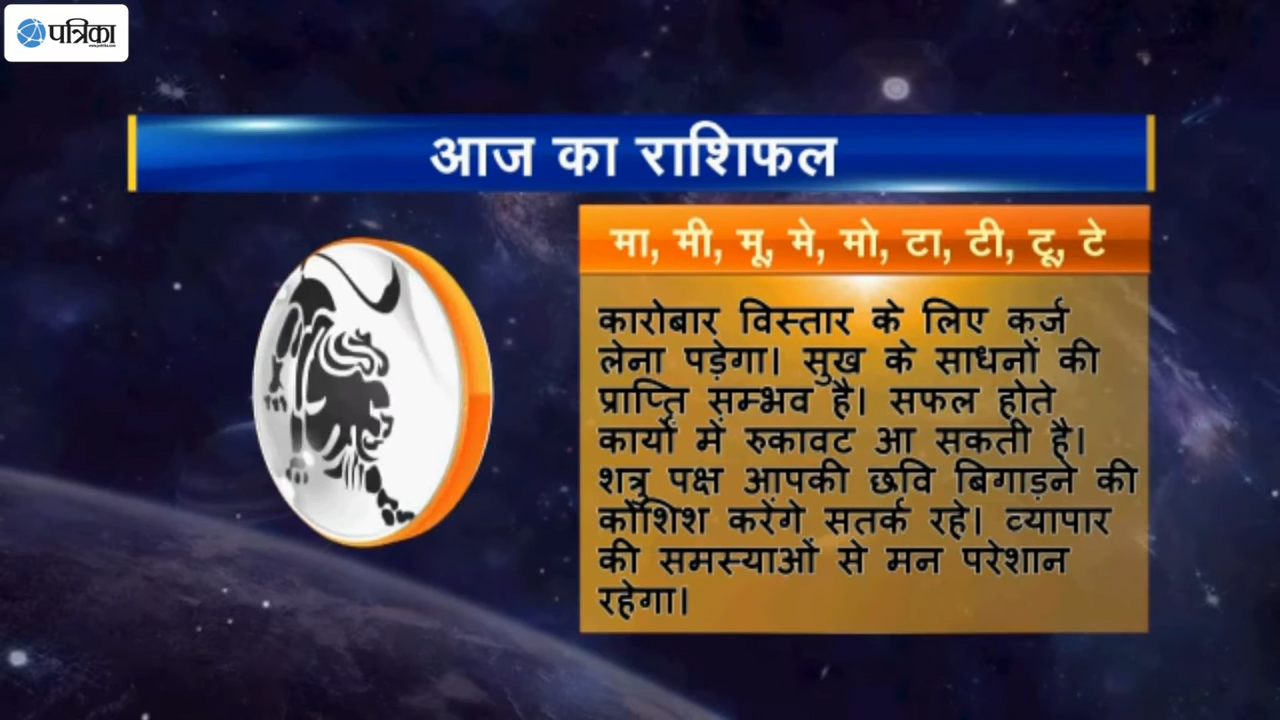 पत्रिका
आज का राशिफल
मा, मी, मू, मे, मो, टा, टी, टू, टे
कारोबार विस्तार के लिए कर्ज
लेना पड़ेगा। सुख के साधनों की
प्राप्ति सम्भव है। सफल होते
कार्यों में रुकावट आ सकती है।
शत्रु पक्ष आपकी छवि बिगाड़ने की
कोशिश करेंगे सतर्क रहे। व्यापार
की समस्याओं से मन परेशान
रहेगा।